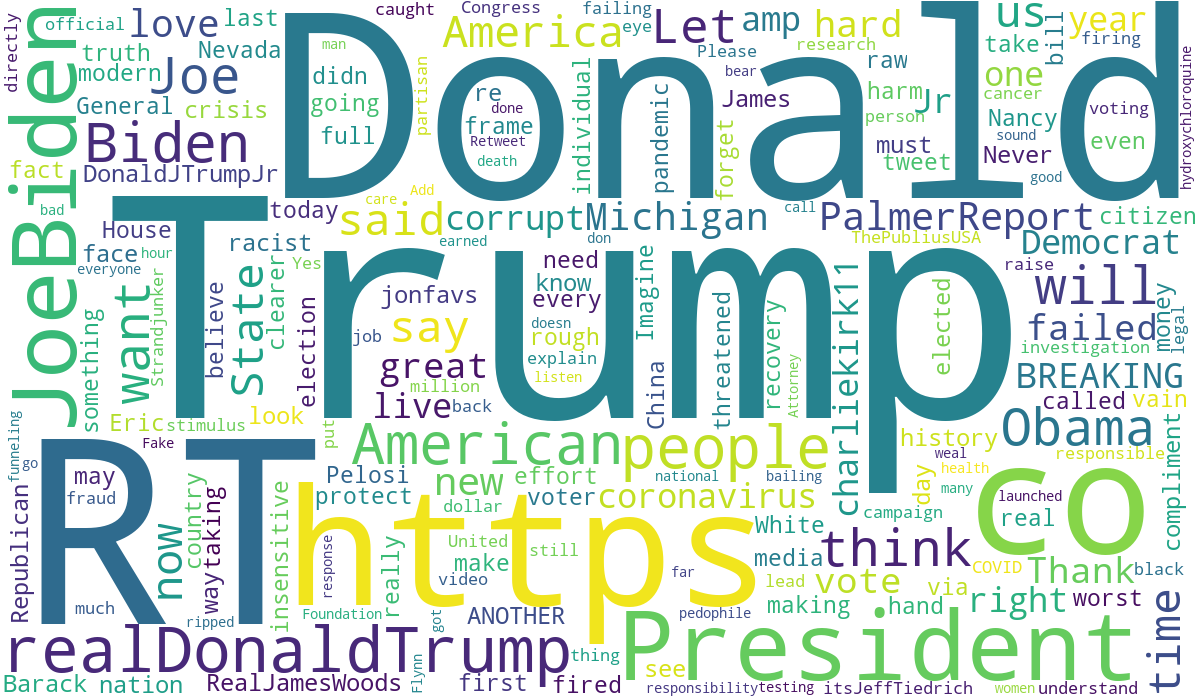 Donald
Trump
RT
https
co
President
realDonaldTrump
JoeBiden
Biden
Joe
America
American
people
Obama
Let
us
will
think
say
said
great
want
State
now
new
time
live
love
hard
amp
year
one
Jr
Michigan
corrupt
PalmerReport
Democrat
failed
BREAKING
coronavirus
charliekirk11
vote
right
Thank
official
last
truth
Nevada
modern
General
crisis
fact
DonaldJTrumpJr
directly
caught
Congress
failing
eye
Please
research
raw
bear
James
harm
person
take
bill
firing
cancer
Nancy
voting
even
hydroxychloroquine
must
tweet
Never
sound
good
man
didn
going
full
partisan
re
done
frame
Retweet
death
individual
pandemic
forget
bad
House
today
face
racist
everyone
hour
Yes
care
Add
earned
don
call
ThePubliusUSA
citizen
raise
need
know
every
jonfavs
Imagine
doesn
rough
explain
listen
job
million
back
threatened
recovery
Attorney
China
elected
money
legal
investigation
called
vain
clearer
believe
election
something
Strandjunker
Eric
stimulus
look
put
Fake
funneling
go
may
fraud
Republican
country
waytaking
much
ripped
insensitive
response
Foundation
really
Pelosi
protect
effort
dollar
voter
United
still
make
video
got
ANOTHER
national
bailing
far
White
media
lead
making
pedophile
via
hand
history
weal
health
day
many
campaign
launched
real
responsible
compliment
COVID
black
worst
see
thing
Barack
nation
RealJamesWoods
Flynn
first
fired
responsibility
testing
itsJeffTiedrich
women
understand